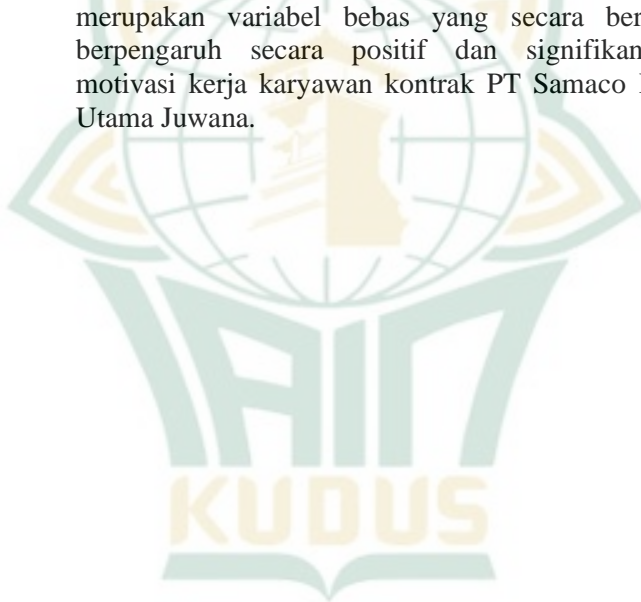 merupakan variabel bebas yang secara
berpengaruh secara positif dan signifikan
motivasi kerja karyawan kontrak PT Samaco
Utama Juwana.
IAIN
KUDUS